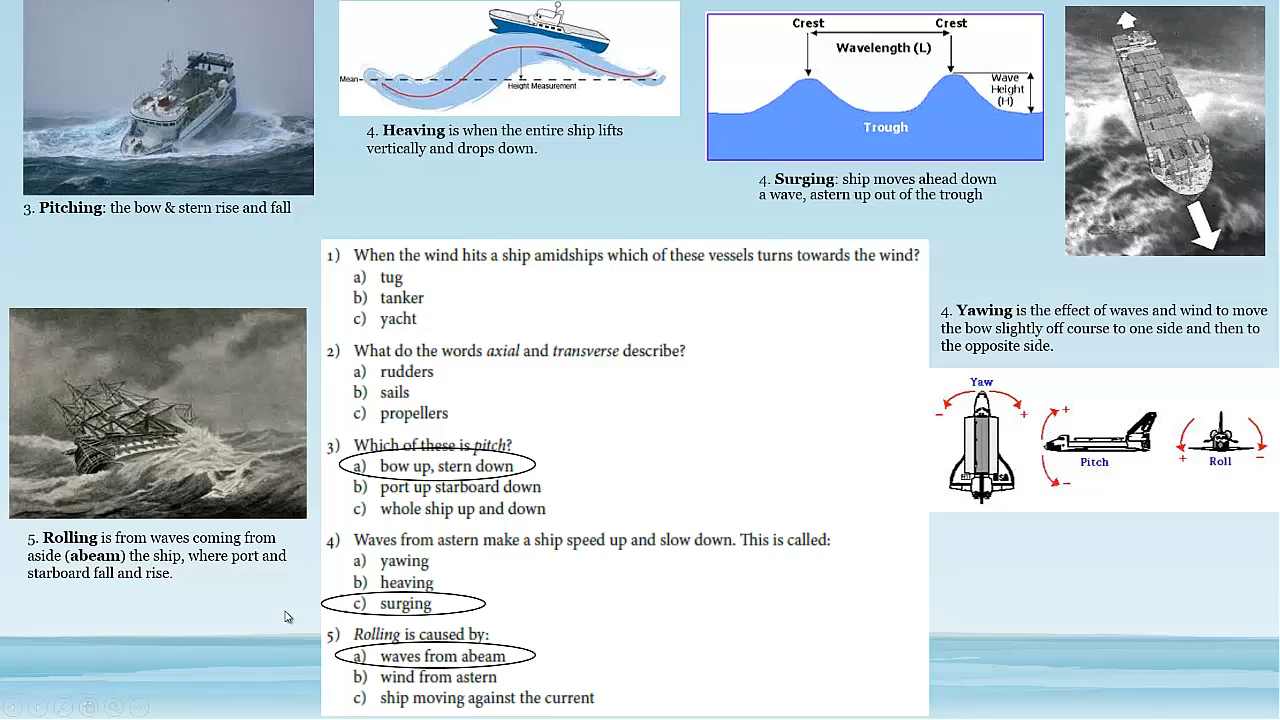 3. Pitching: the bow & stern rise and fall
Mean
Height Measurement
4. Heaving is when the entire ship lifts
vertically and drops down.
Crest
Crest
Wavelength (L)
Wave
Height
(H)
Trough
4. Surging: ship moves ahead down
a wave, astern up out of the trough
4. Yawing is the effect of waves and wind to move
the bow slightly off course to one side and then to
the opposite side.
Yaw
−
+
+
Pitch
−
+
Roll
−
5. Rolling is from waves coming from
aside (abeam) the ship, where port and
starboard fall and rise.
1) When the wind hits a ship amidships which of these vessels turns towards the wind?
a) tug
b) tanker
c) yacht
2) What do the words axial and transverse describe?
a) rudders
b) sails
c) propellers
3) Which of these is pitch?
a) bow up, stern down
b) port up starboard down
c) whole ship up and down
4) Waves from astern make a ship speed up and slow down. This is called:
a) yawing
b) heaving
c) surging
5) Rolling is caused by:
a) waves from abeam
b) wind from astern
c) ship moving against the current